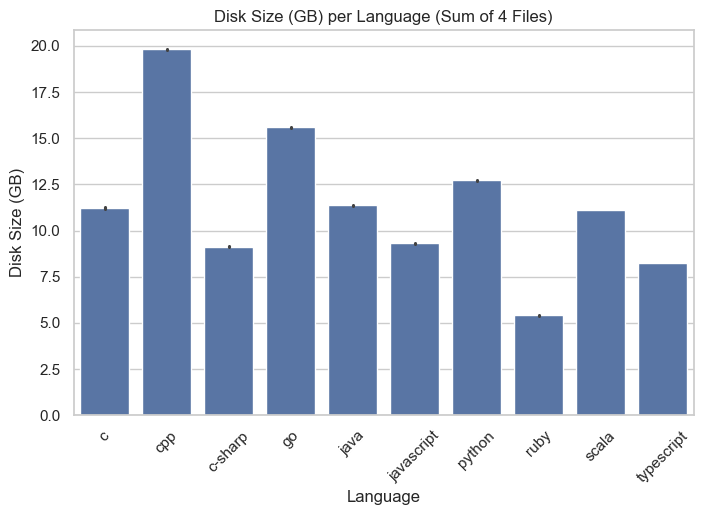 Disk Size (GB) per Language (Sum of 4 Files)
Disk Size (GB)
20.0
17.5
15.0
12.5
10.0
7.5
5.0
2.5
0.0
c
cpp
c-sharp
go
java
javascript
python
ruby
scala
typescript
Language